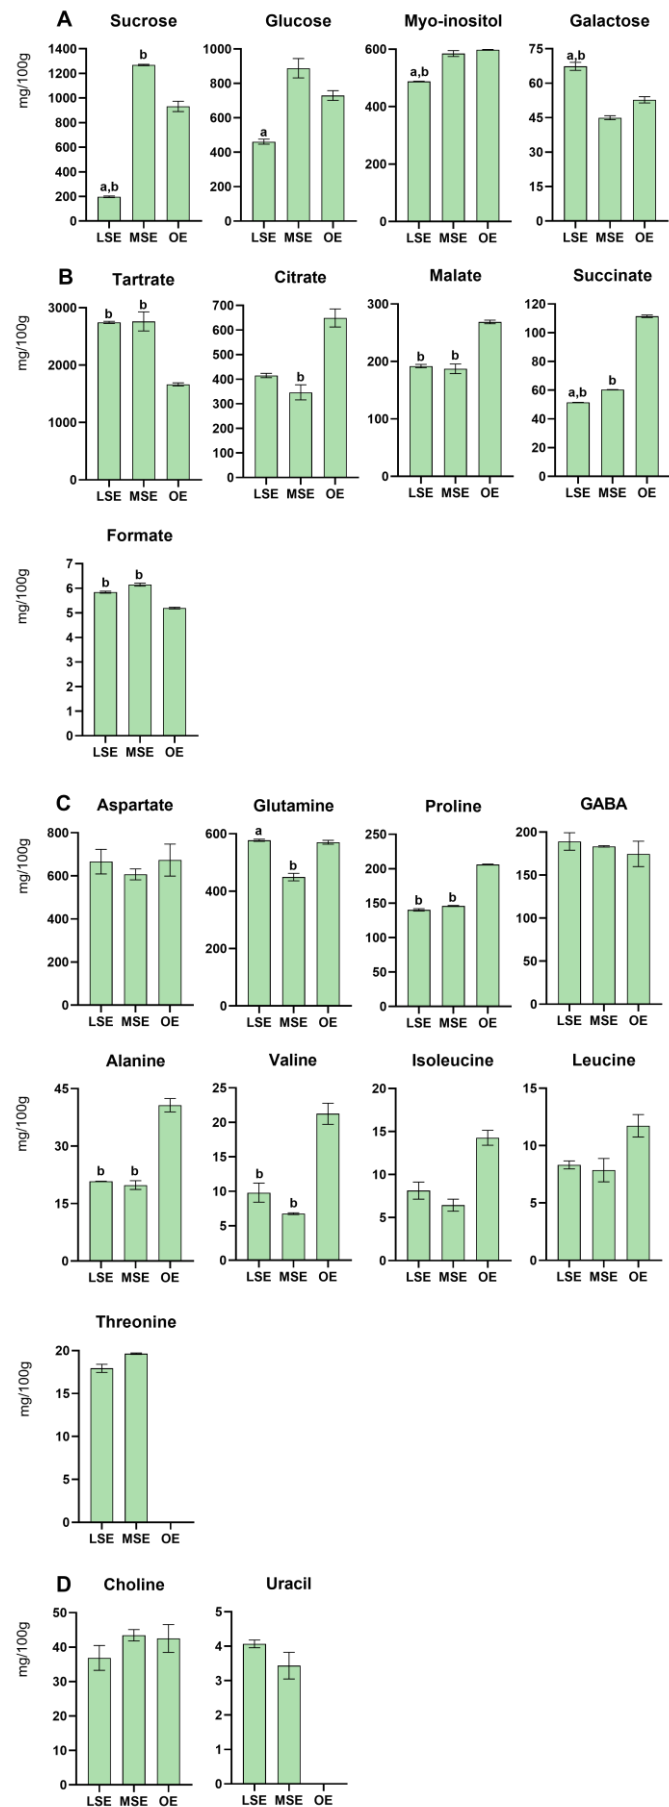 A
Sucrose Glucose Myo-inositol Galactose
mg/100g
1400 1200 1000 800 600 400 200 0
a,b b
LSE MSE OE
1000 800 600 400 200 0
a
LSE MSE OE
600 400 200 0
a,b
LSE MSE OE
75 60 45 30 15 0
a,b
LSE MSE OE
B
Tartrate Citrate Malate Succinate
mg/100g
3000 2000 1000 0
b b
LSE MSE OE
700 600 500 400 300 200 100 0
b
LSE MSE OE
300 200 100 0
b b
LSE MSE OE
120 100 80 60 40 20 0
a,b b
LSE MSE OE
Formate
mg/100g
7 6 5 4 3 2 1 0
b b
LSE MSE OE
C
Aspartate Glutamine Proline GABA
mg/100g
800 600 400 200 0
LSE MSE OE
600 400 200 0
a b
LSE MSE OE
250 200 150 100 50 0
b b
LSE MSE OE
200 150 100 50 0
LSE MSE OE
Alanine Valine Isoleucine Leucine
mg/100g
45 30 15 0
b b
LSE MSE OE
25 20 15 10 5 0
b b
LSE MSE OE
20 15 10 5 0
LSE MSE OE
15 10 5 0
LSE MSE OE
Threonine
mg/100g
20 15 10 5 0
LSE MSE OE
D
Choline Uracil
mg/100g
50 40 30 20 10 0
LSE MSE OE
5 4 3 2 1 0
LSE MSE OE